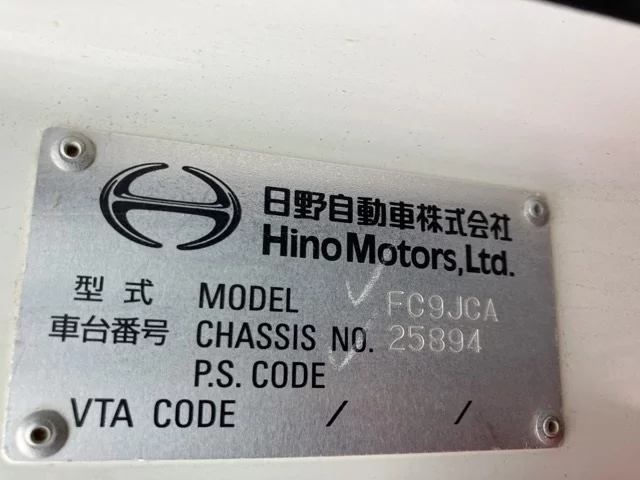 日野自動車株式会社
Hino Motors, Ltd.
型式 MODEL FC9JCA
車台番号 CHASSIS NO. 25894
P.S. CODE
VTA CODE / /